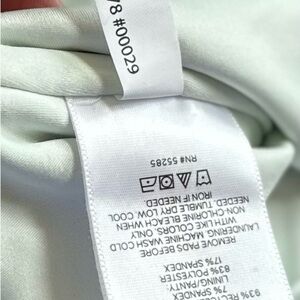 93%
7% SPANDEX
LINING/PANTY
83% POLYESTER
17% SPANDEX
REMOVE PADS BEFORE
LAUNDERING MACHINE WASH COLD
WITH LIKE COLORS. ONLY
NON-CHLORINE BLEACH WHEN
NEEDED. TUMBLE DRY LOW. COOL
IRON IF NEEDED
RN# 55285
#00029